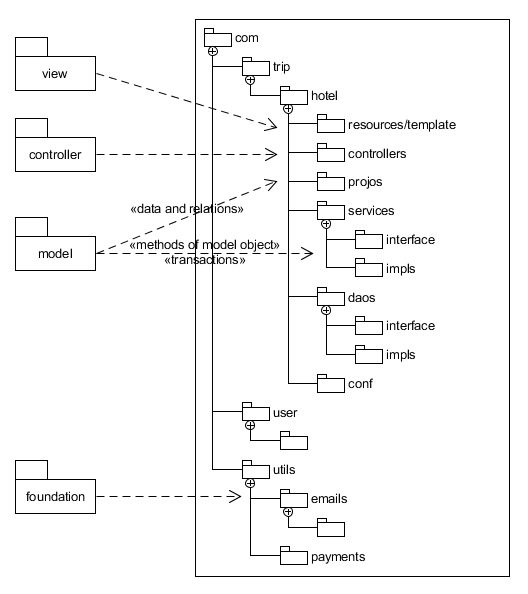 com
trip
view
hotel
resources/template
controller
controllers
projos
«data and relations»
services
model
«methods of model object»
«transactions»
interface
impls
daos
interface
impls
conf
user
utils
foundation
emails
payments